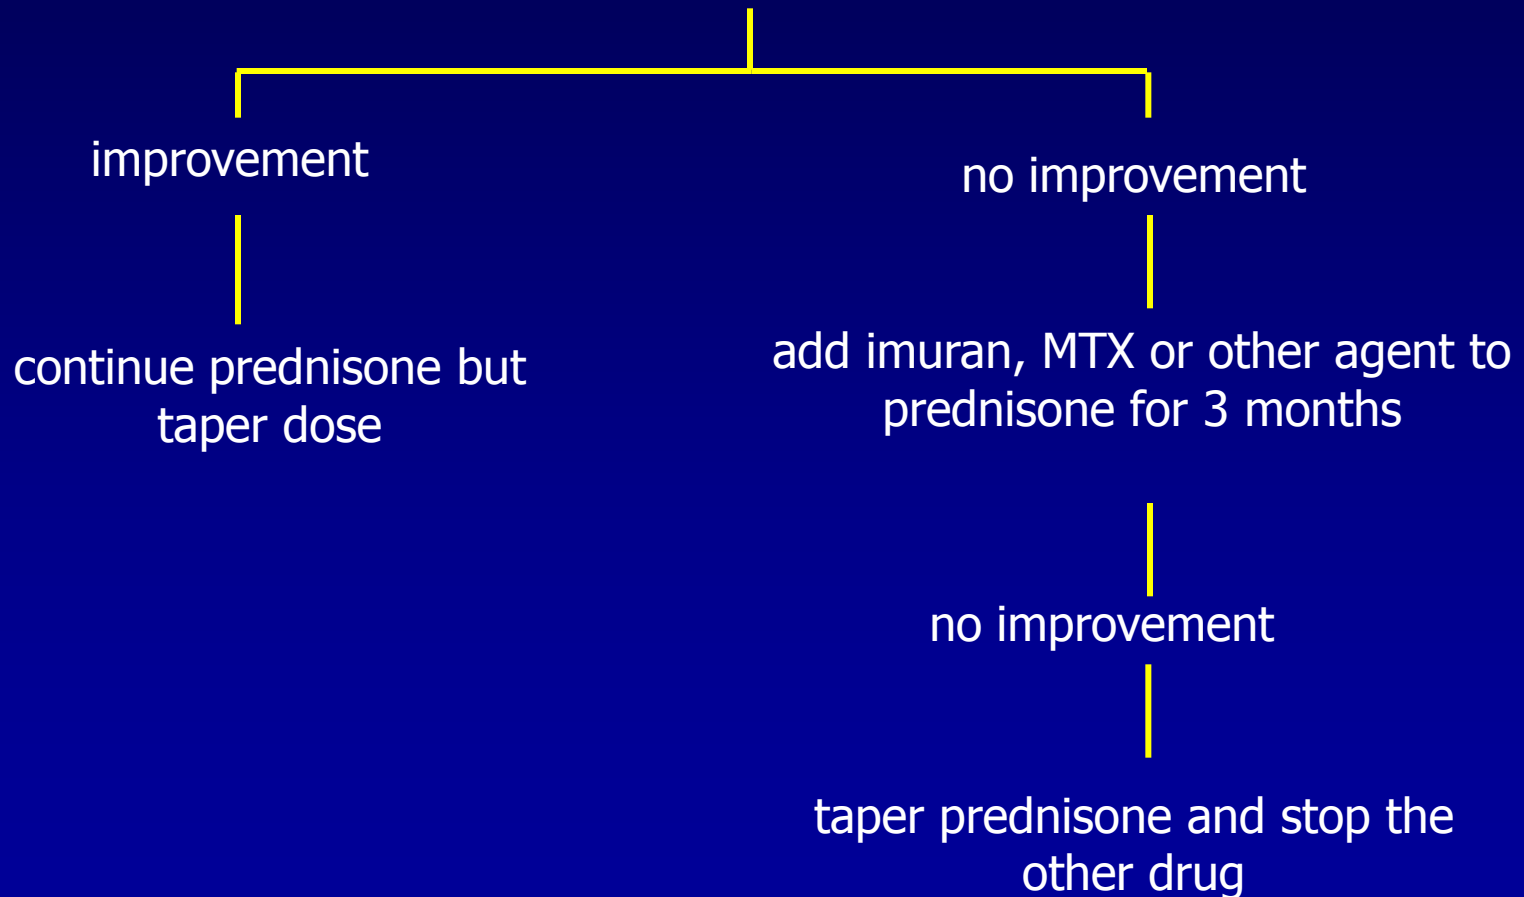 improvement
no improvement
continue prednisone but
taper dose
add imuran, MTX or other agent to
prednisone for 3 months
no improvement
taper prednisone and stop the
other drug